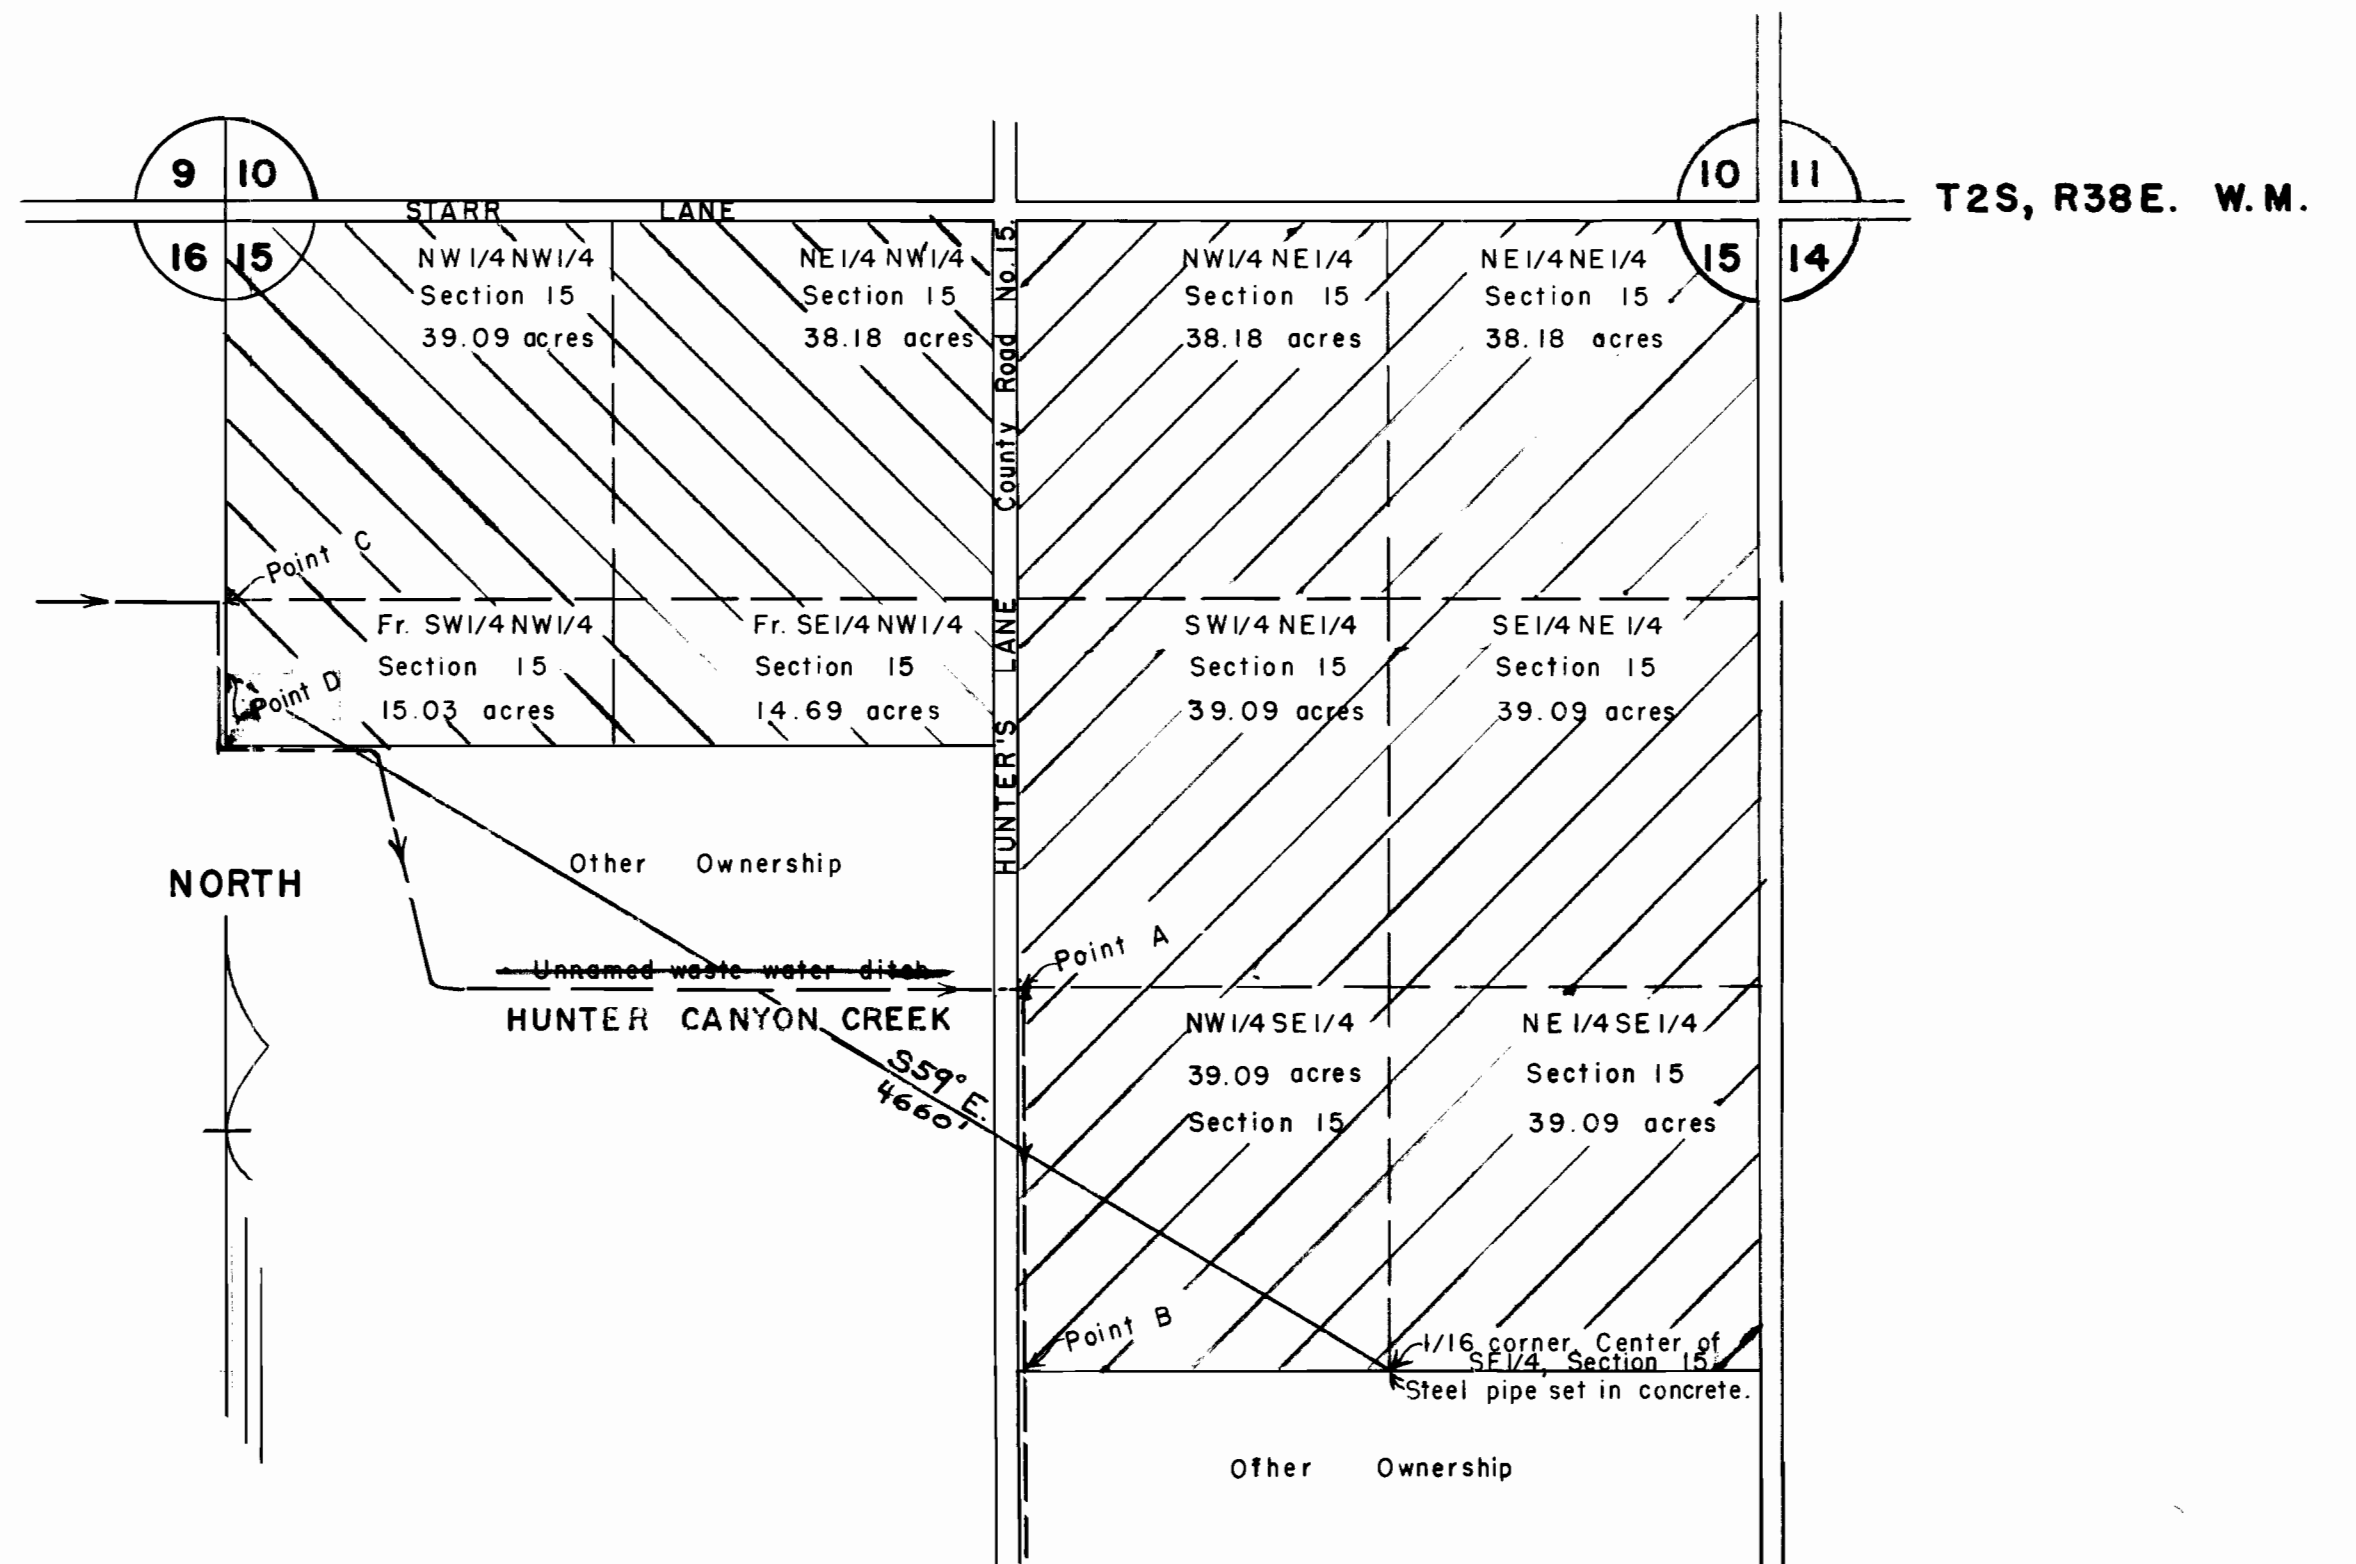 9 10
16 15
10 11
15 14
T2S, R38E. W.M.
STARR LANE
NW1/4 NW1/4
Section 15
39.09 acres
NE1/4 NW1/4
Section 15
38.18 acres
NW1/4 NE1/4
Section 15
38.18 acres
NE1/4 NE1/4
Section 15
38.18 acres
HUNTER'S LANE County Road No. 15
Point C
Fr. SW1/4 NW1/4
Section 15
15.03 acres
Fr. SE1/4 NW1/4
Section 15
14.69 acres
SW1/4 NE1/4
Section 15
39.09 acres
SE1/4 NE 1/4
Section 15
39.09 acres
Point D
Other Ownership
NORTH
Point A
Unnamed waste water ditch
HUNTER CANYON CREEK
S59° E.
4660'
NW1/4 SE1/4
39.09 acres
Section 15
NE 1/4 SE 1/4
Section 15
39.09 acres
Point B
1/16 corner, Center of
SE1/4, Section 15
Steel pipe set in concrete.
Other Ownership